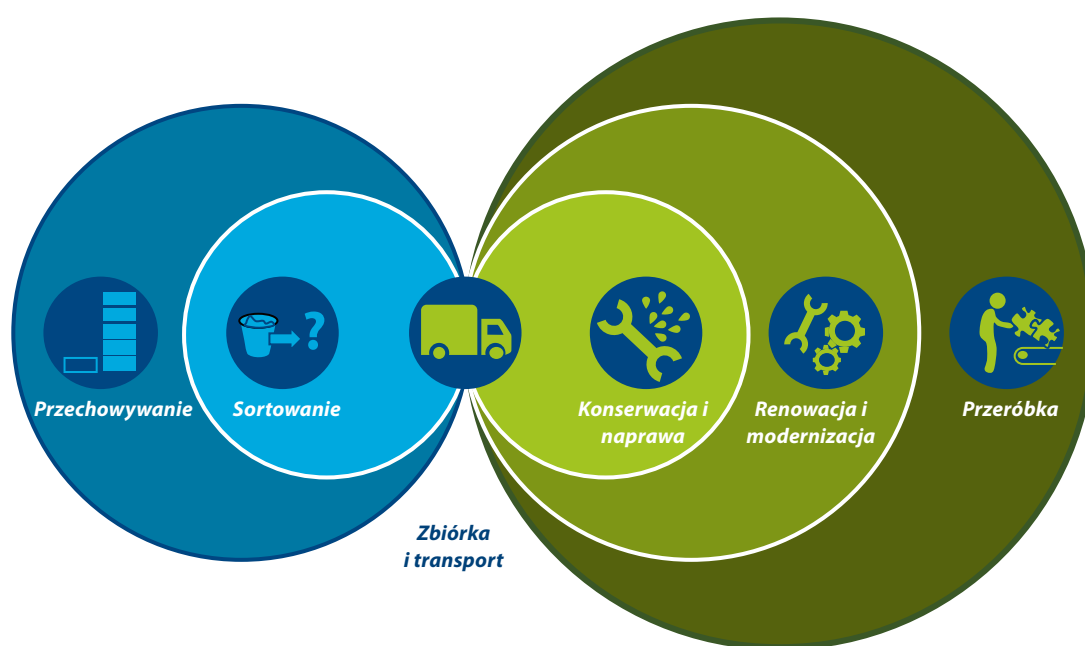 Przechowywanie
Sortowanie
Zbiórka
i transport
Konserwacja i
naprawa
Renowacja i
modernizacja
Przeróbka
?